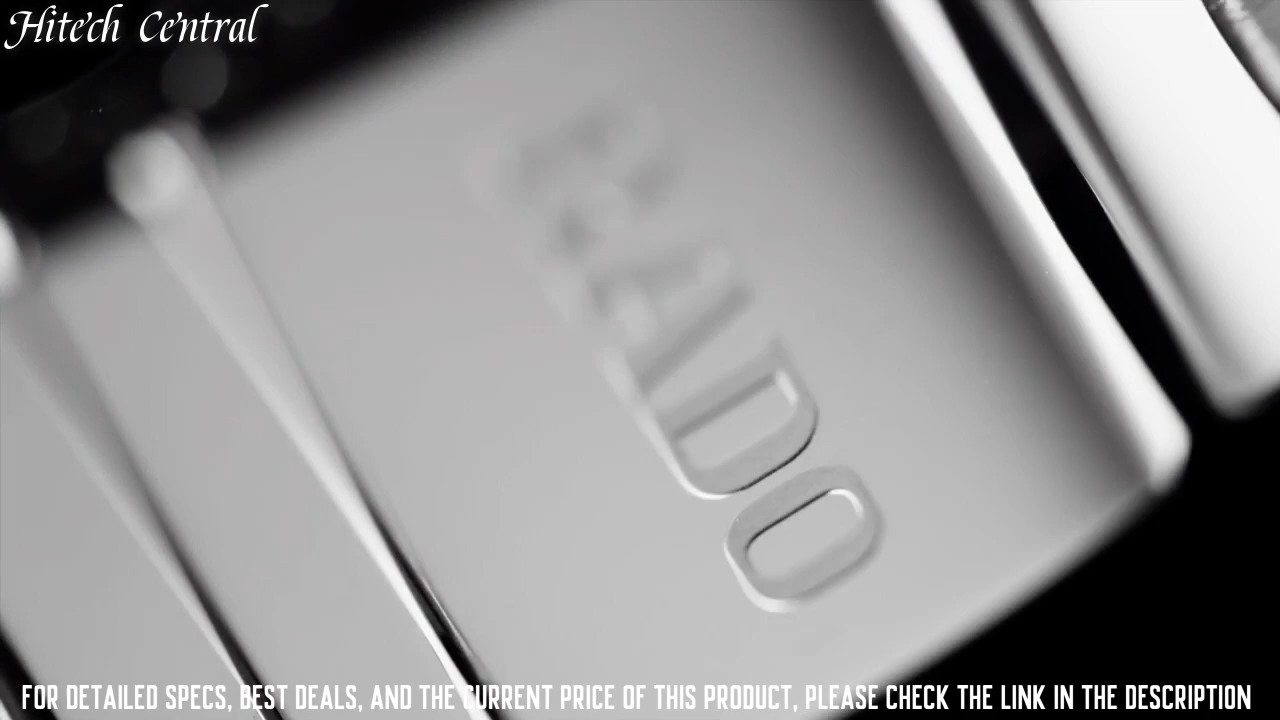 Hitech Central
RADO
FOR DETAILED SPECS, BEST DEALS, AND THE CURRENT PRICE OF THIS PRODUCT, PLEASE CHECK THE LINK IN THE DESCRIPTION